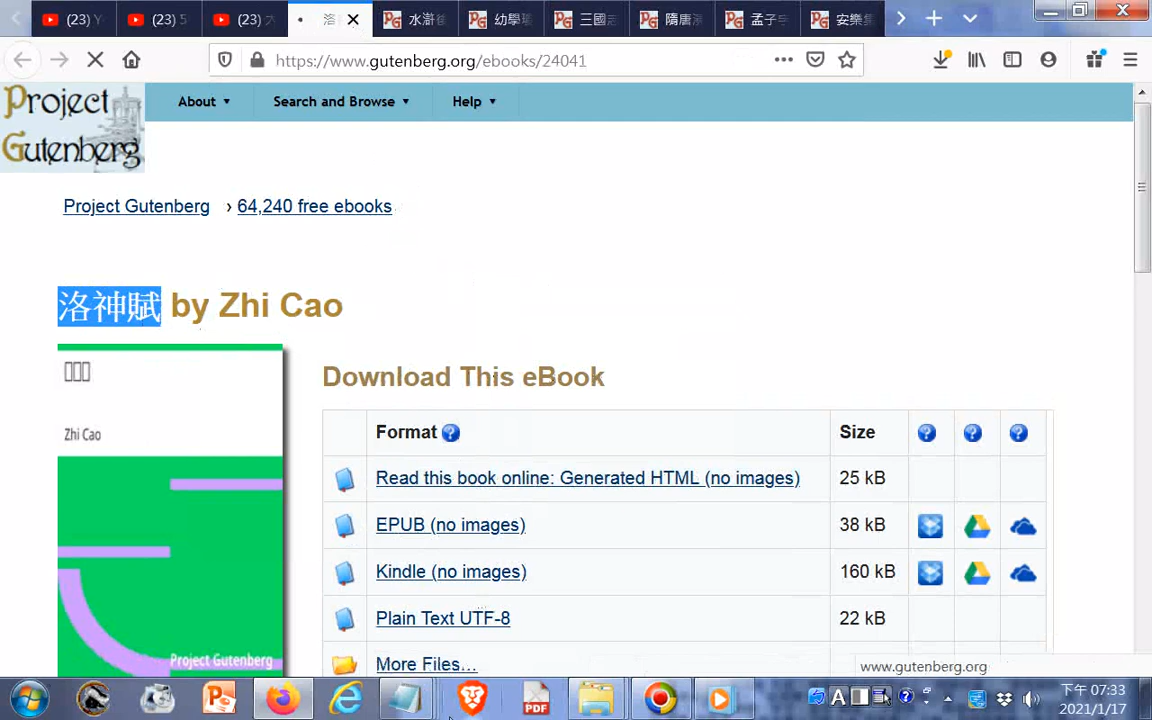 (23) Y
(23) 5
(23)
洛
水滸
幼學
三國志
隋唐演
孟子字
安樂集
https://www.gutenberg.org/ebooks/24041
Project Gutenberg
About
Search and Browse
Help
Project Gutenberg › 64,240 free ebooks
洛神賦 by Zhi Cao
Zhi Cao
Project Gutenberg
Download This eBook
Format ? Size ? ? ?
Read this book online: Generated HTML (no images) 25 kB
EPUB (no images) 38 kB
Kindle (no images) 160 kB
Plain Text UTF-8 22 kB
More Files…
www.gutenberg.org
PDF
A
下午 07:33
2021/1/17